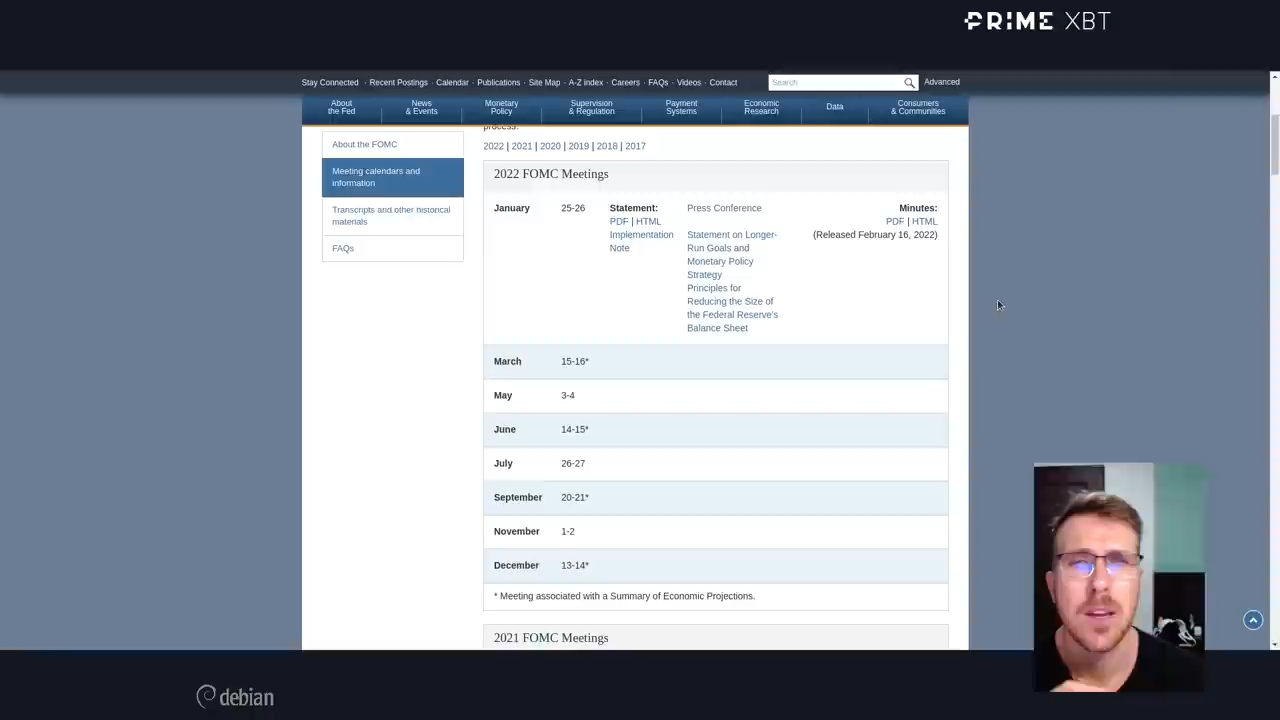 PRIME XBT
Stay Connected · Recent Postings · Calendar · Publications · Site Map · A-Z index · Careers · FAQs · Videos · Contact
Search
Advanced
About the Fed
News & Events
Monetary Policy
Supervision & Regulation
Payment Systems
Economic Research
Data
Consumers & Communities
process.
About the FOMC
Meeting calendars and
information
Transcripts and other historical
materials
FAQs
2022 | 2021 | 2020 | 2019 | 2018 | 2017
2022 FOMC Meetings
January
25-26
Statement:
PDF | HTML
Implementation
Note
Press Conference
Statement on Longer-
Run Goals and
Monetary Policy
Strategy
Principles for
Reducing the Size of
the Federal Reserve's
Balance Sheet
Minutes:
PDF | HTML
(Released February 16, 2022)
March 15-16*
May 3-4
June 14-15*
July 26-27
September 20-21*
November 1-2
December 13-14*
* Meeting associated with a Summary of Economic Projections.
2021 FOMC Meetings
debian